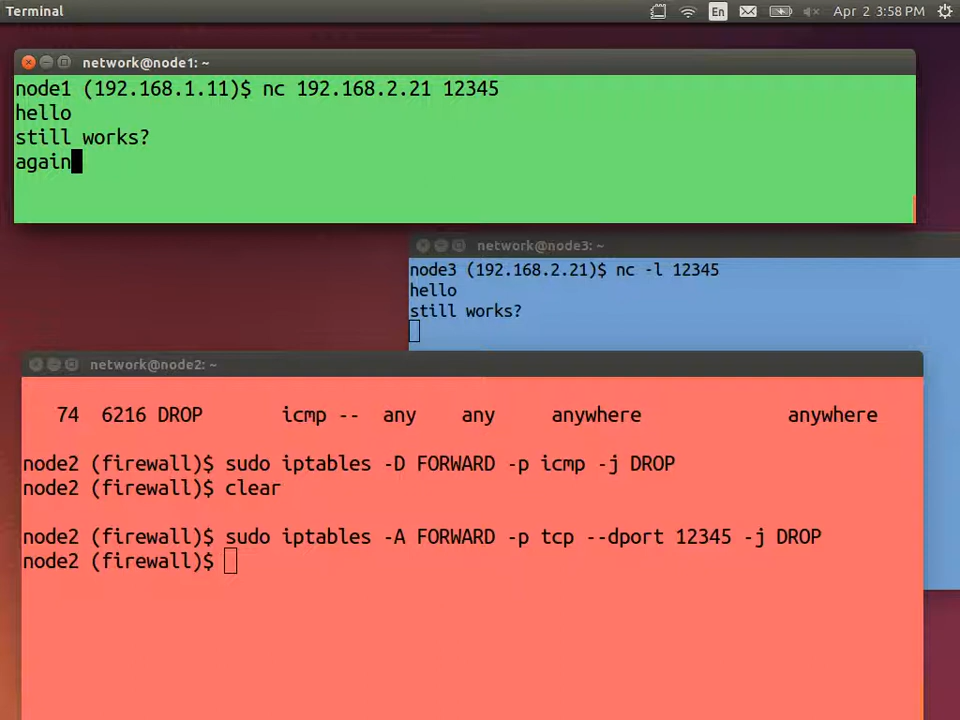 Terminal
En
Apr 2 3:58 PM
network@node1: ~
node1 (192.168.1.11)$ nc 192.168.2.21 12345
hello
still works?
again
network@node3: ~
node3 (192.168.2.21)$ nc -l 12345
hello
still works?
network@node2: ~
74 6216 DROP icmp -- any any anywhere anywhere
node2 (firewall)$ sudo iptables -D FORWARD -p icmp -j DROP
node2 (firewall)$ clear
node2 (firewall)$ sudo iptables -A FORWARD -p tcp --dport 12345 -j DROP
node2 (firewall)$